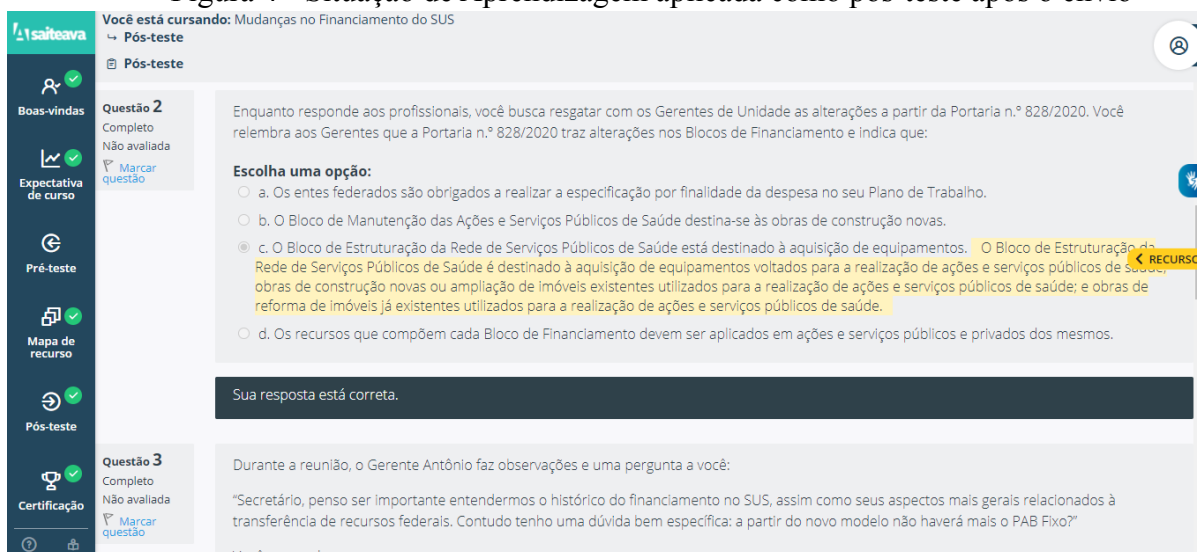 Figura 4 - Situação de Aprendizagem aplicada como pós-teste após o envio
saiteava
Você está cursando: Mudanças no Financiamento do SUS
Pós-teste
Pós-teste
Boas-vindas
Expectativa
de curso
Pré-teste
Mapa de
recurso
Pós-teste
Certificação
Questão 2
Completo
Não avaliada
Marcar
questão
Enquanto responde aos profissionais, você busca resgatar com os Gerentes de Unidade as alterações a partir da Portaria n.º 828/2020. Você
relembra aos Gerentes que a Portaria n.º 828/2020 traz alterações nos Blocos de Financiamento e indica que:
Escolha uma opção:
a. Os entes federados são obrigados a realizar a especificação por finalidade da despesa no seu Plano de Trabalho.
b. O Bloco de Manutenção das Ações e Serviços Públicos de Saúde destina-se às obras de construção novas.
c. O Bloco de Estruturação da Rede de Serviços Públicos de Saúde está destinado à aquisição de equipamentos. O Bloco de Estruturação da
Rede de Serviços Públicos de Saúde é destinado à aquisição de equipamentos voltados para a realização de ações e serviços públicos de saúde;
obras de construção novas ou ampliação de imóveis existentes utilizados para a realização de ações e serviços públicos de saúde; e obras de
reforma de imóveis já existentes utilizados para a realização de ações e serviços públicos de saúde.
d. Os recursos que compõem cada Bloco de Financiamento devem ser aplicados em ações e serviços públicos e privados dos mesmos.
RECURSO
Sua resposta está correta.
Questão 3
Completo
Não avaliada
Marcar
questão
Durante a reunião, o Gerente Antônio faz observações e uma pergunta a você:
“Secretário, penso ser importante entendermos o histórico do financiamento no SUS, assim como seus aspectos mais gerais relacionados à
transferência de recursos federais. Contudo tenho uma dúvida bem específica: a partir do novo modelo não haverá mais o PAB Fixo?”